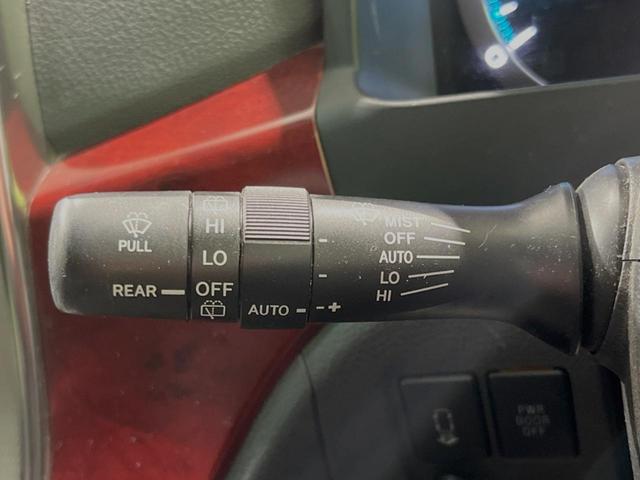 PULL
REAR
HI
LO
OFF
AUTO
- +
MIST
OFF
AUTO
LO
HI
PWR
DOOR
OFF